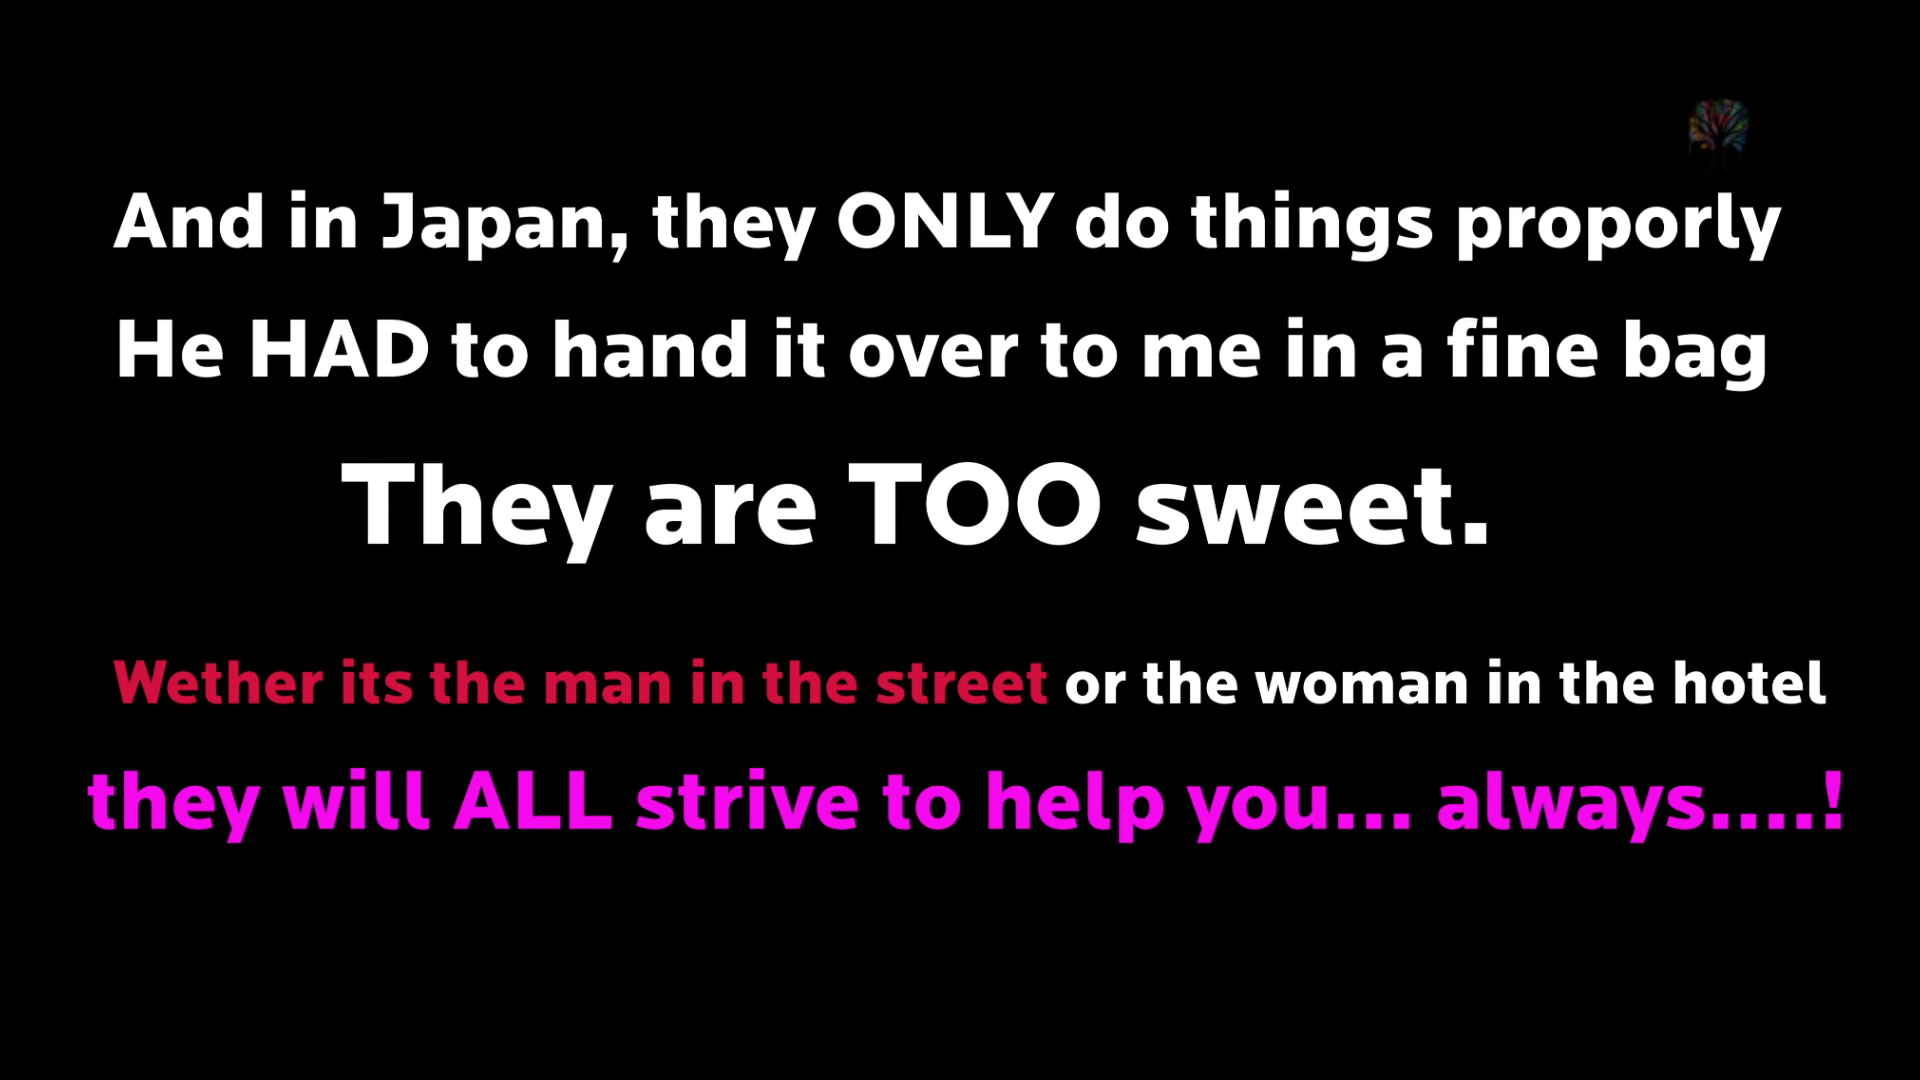 And in Japan, they ONLY do things proporly
He HAD to hand it over to me in a fine bag
They are TOO sweet.
Wether its the man in the street or the woman in the hotel
they will ALL strive to help you... always....!